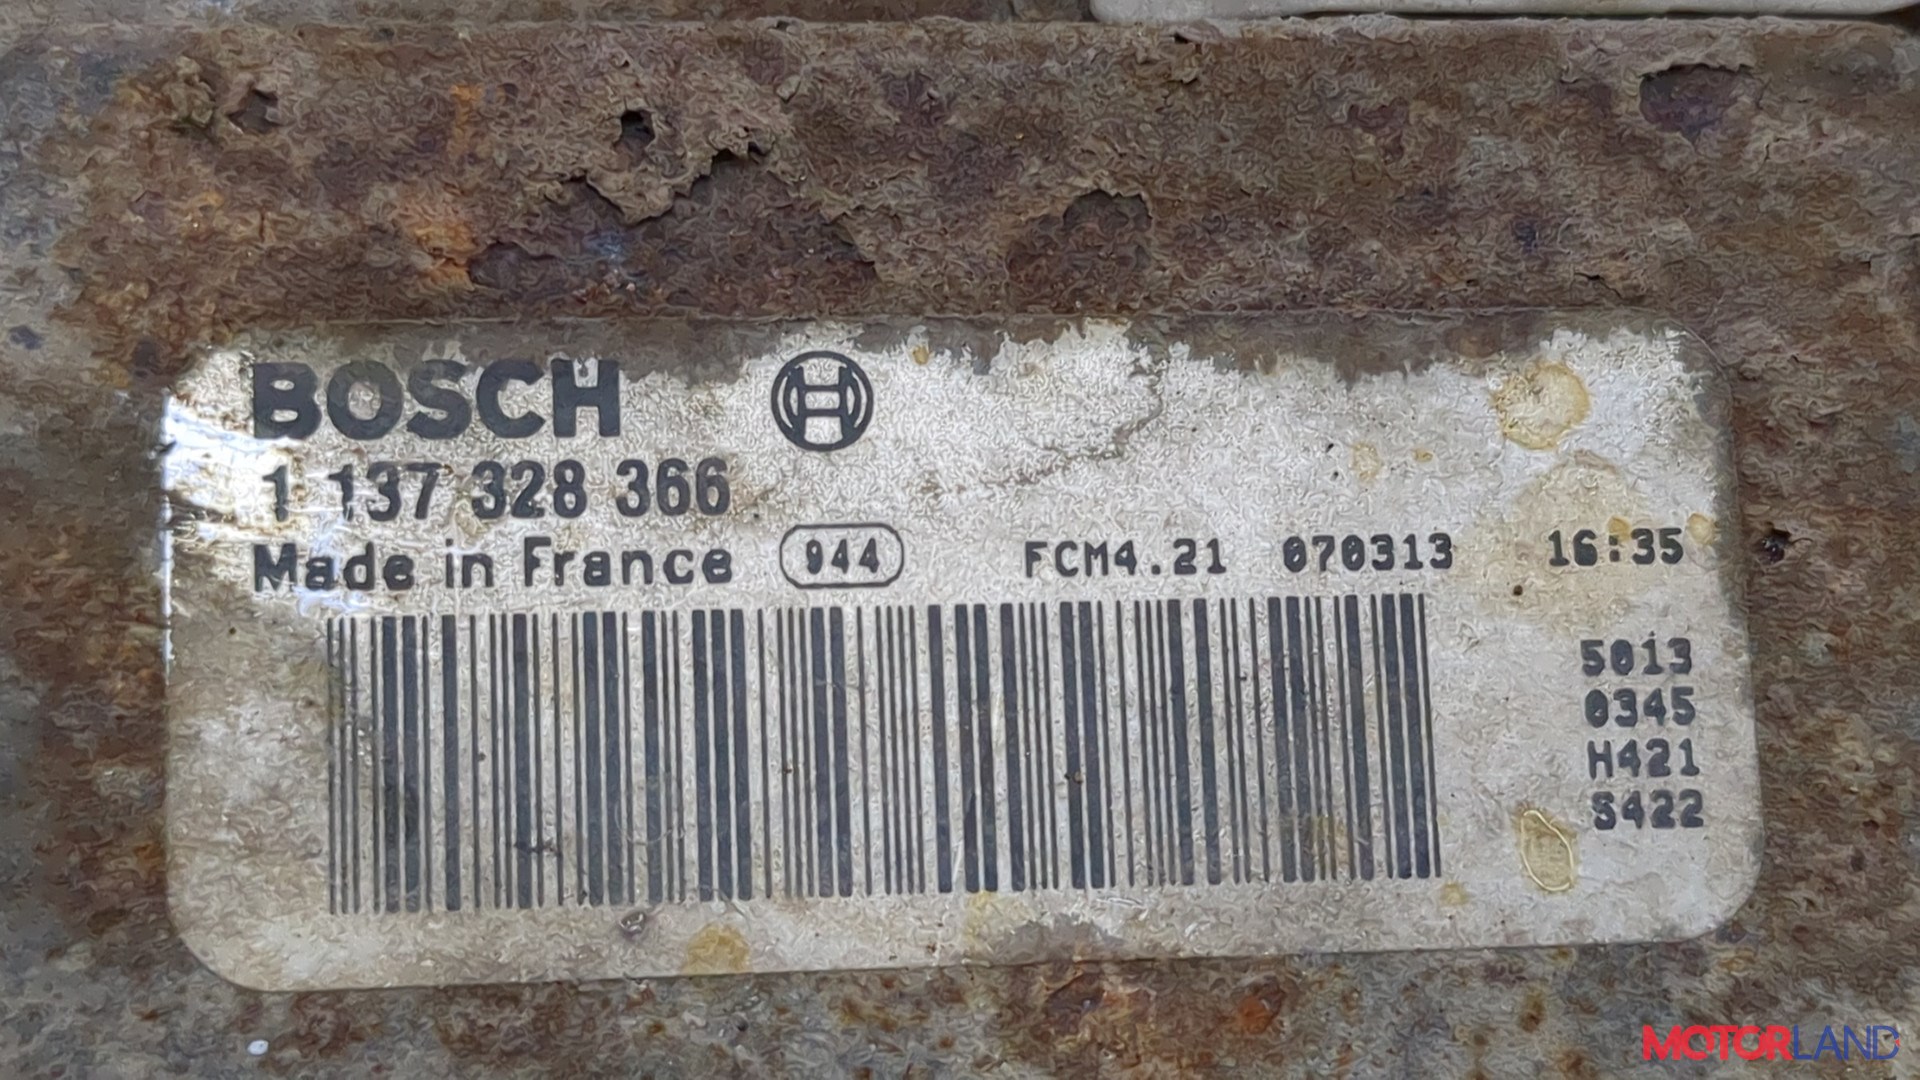 BOSCH
1 137 328 366
Made in France 944 FCM4.21 070313 16:35
5013
0345
H421
S422
MOTORLAND